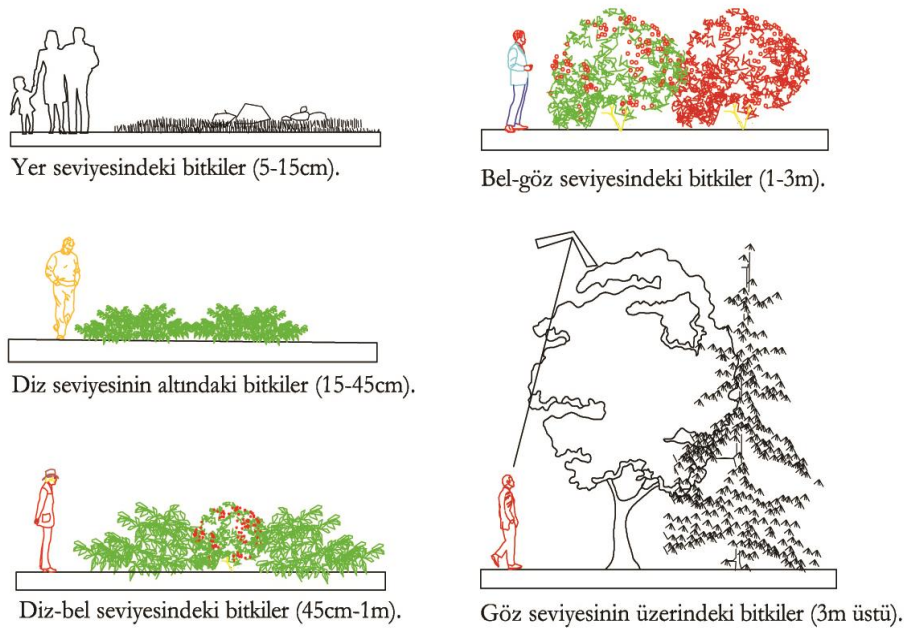 Yer seviyesindeki bitkiler (5-15cm).
Diz seviyesinin altındaki bitkiler (15-45cm).
Diz-bel seviyesindeki bitkiler (45cm-1m).
Bel-göz seviyesindeki bitkiler (1-3m).
Göz seviyesinin üzerindeki bitkiler (3m üstü).